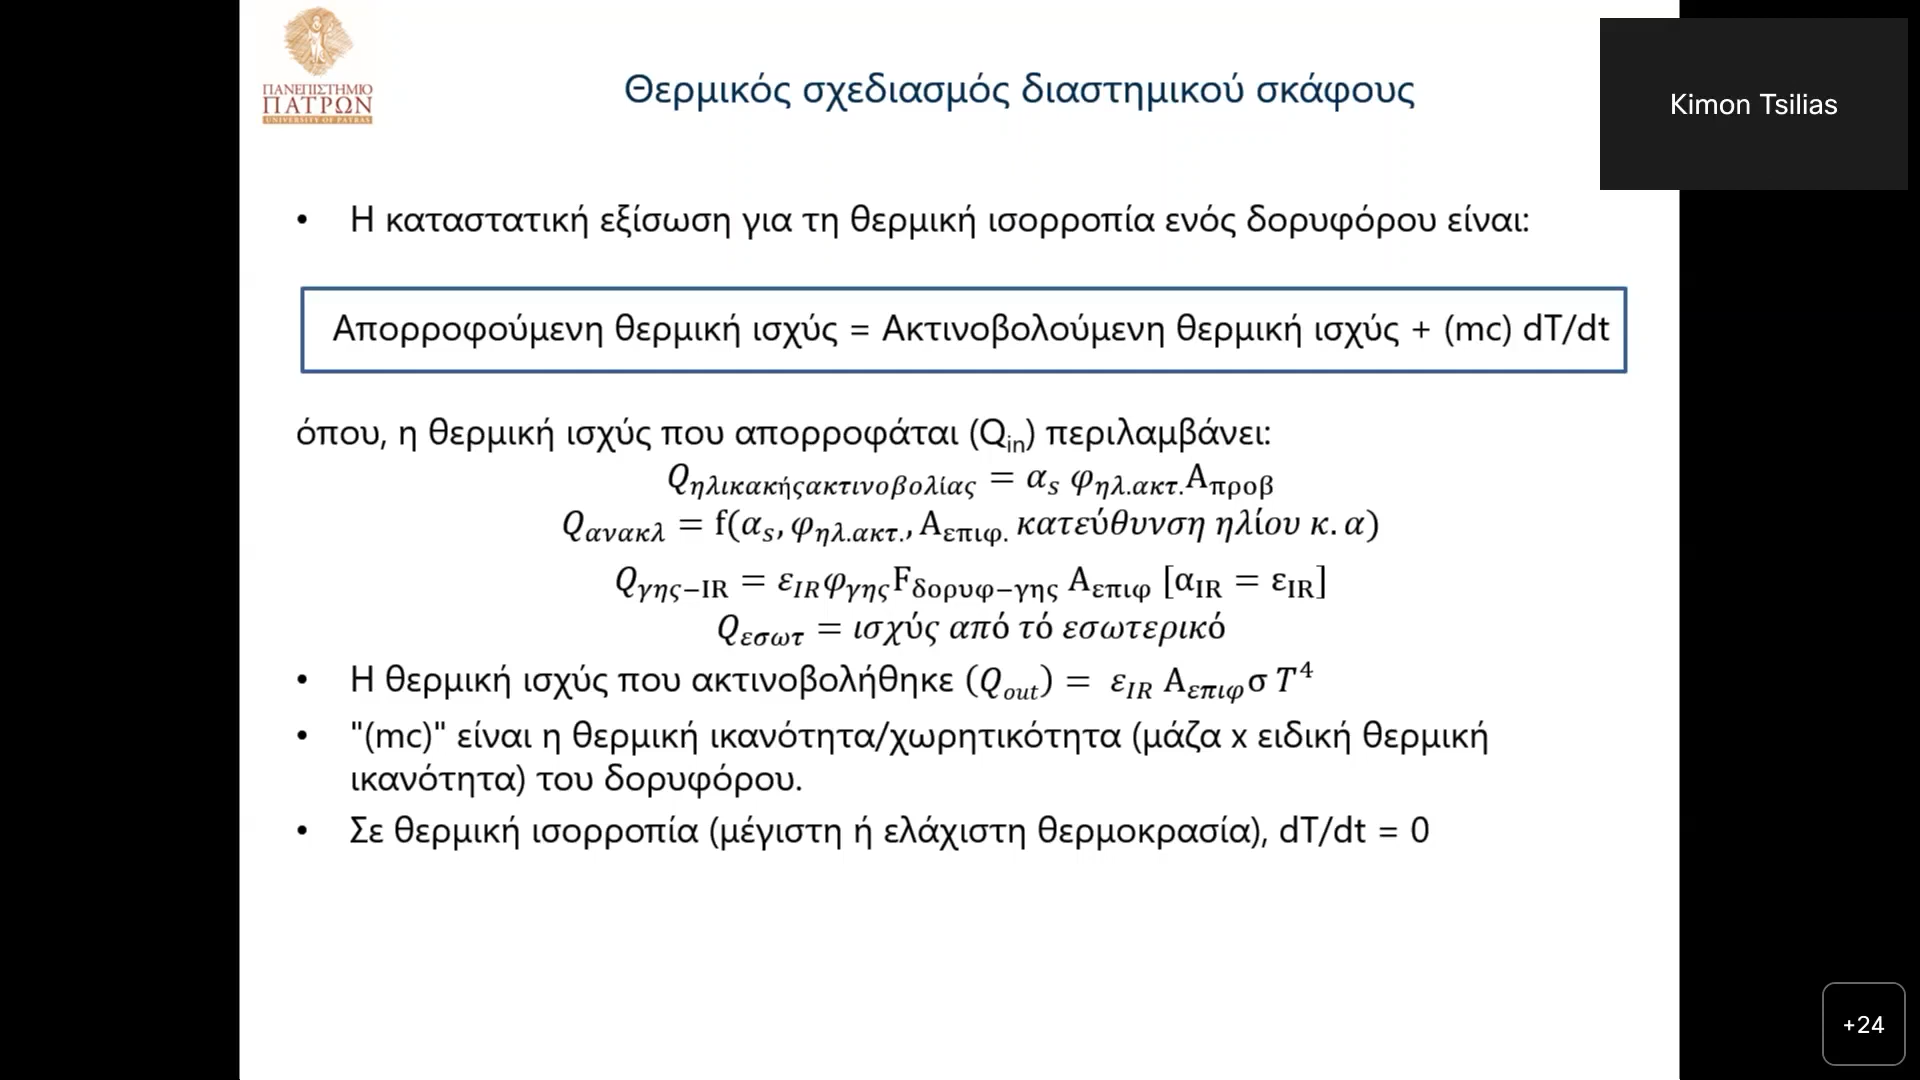 ΠΑΝΕΠΙΣΤΗΜΙΟ
ΠΑΤΡΩΝ
UNIVERSITY OF PATRAS
Θερμικός σχεδιασμός διαστημικού σκάφους
Kimon Tsilias
• Η καταστατική εξίσωση για τη θερμική ισορροπία ενός δορυφόρου είναι:
Απορροφούμενη θερμική ισχύς = Ακτινοβολούμενη θερμική ισχύς + (mc) dT/dt
όπου, η θερμική ισχύς που απορροφάται (Q_in) περιλαμβάνει:
Q_ηλικακήςακτινοβολίας = α_s φ_ηλ.ακτ. Α_προβ
Q_ανακλ = f(α_s, φ_ηλ.ακτ., Α_επιφ. κατεύθυνση ηλίου κ.α)
Q_γης−IR = ε_IR φ_γης F_δορυφ−γης Α_επιφ [α_IR = ε_IR]
Q_εσωτ = ισχύς από τό εσωτερικό
• Η θερμική ισχύς που ακτινοβολήθηκε (Q_out) = ε_IR Α_επιφ σ T⁴
• "(mc)" είναι η θερμική ικανότητα/χωρητικότητα (μάζα x ειδική θερμική
ικανότητα) του δορυφόρου.
• Σε θερμική ισορροπία (μέγιστη ή ελάχιστη θερμοκρασία), dT/dt = 0
+24